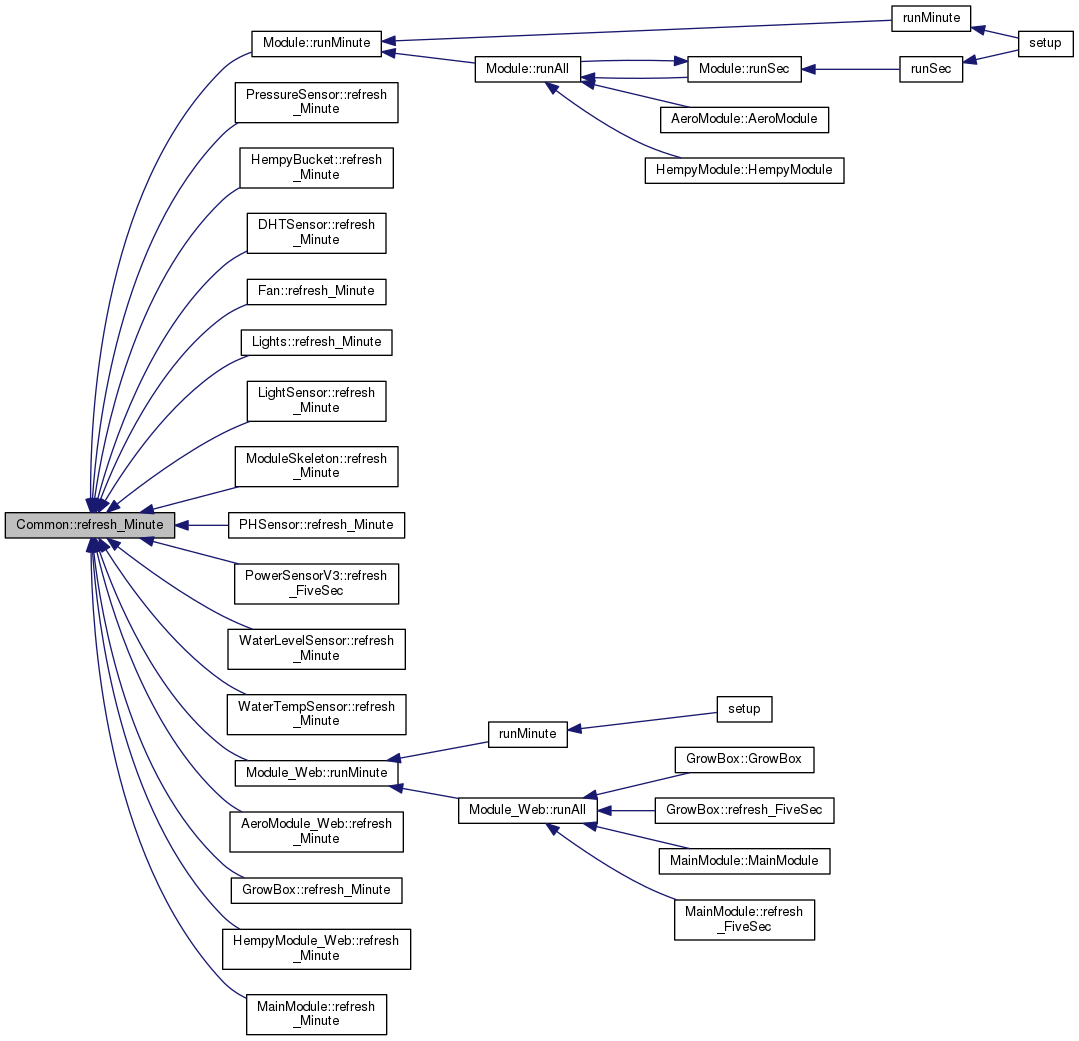 Common::refresh_Minute
Module::runMinute
PressureSensor::refresh
_Minute
HempyBucket::refresh
_Minute
DHTSensor::refresh
_Minute
Fan::refresh_Minute
Lights::refresh_Minute
LightSensor::refresh
_Minute
ModuleSkeleton::refresh
_Minute
PHSensor::refresh_Minute
PowerSensorV3::refresh
_FiveSec
WaterLevelSensor::refresh
_Minute
WaterTempSensor::refresh
_Minute
Module_Web::runMinute
AeroModule_Web::refresh
_Minute
GrowBox::refresh_Minute
HempyModule_Web::refresh
_Minute
MainModule::refresh
_Minute
Module::runAll
Module::runSec
AeroModule::AeroModule
HempyModule::HempyModule
runMinute
runSec
setup
runMinute
setup
Module_Web::runAll
GrowBox::GrowBox
GrowBox::refresh_FiveSec
MainModule::MainModule
MainModule::refresh
_FiveSec